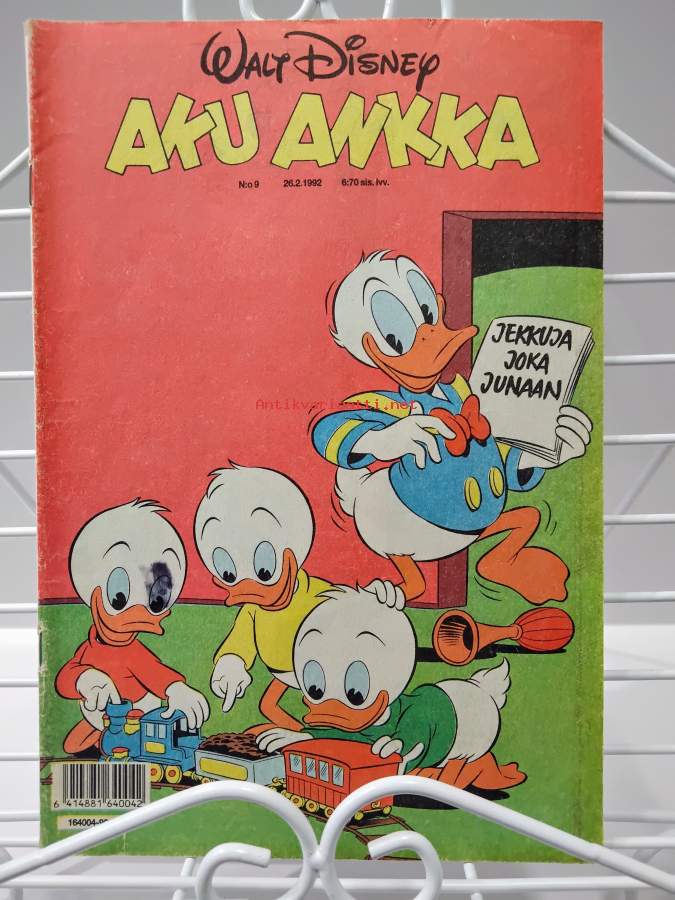 WALT DISNEY
AKU ANKKA
N:o 9 26.2.1992 6:70 sis. lvv.
JEKKUJA
JOKA
JUNAAN
Antikvariaatti.net
6 414881 640042